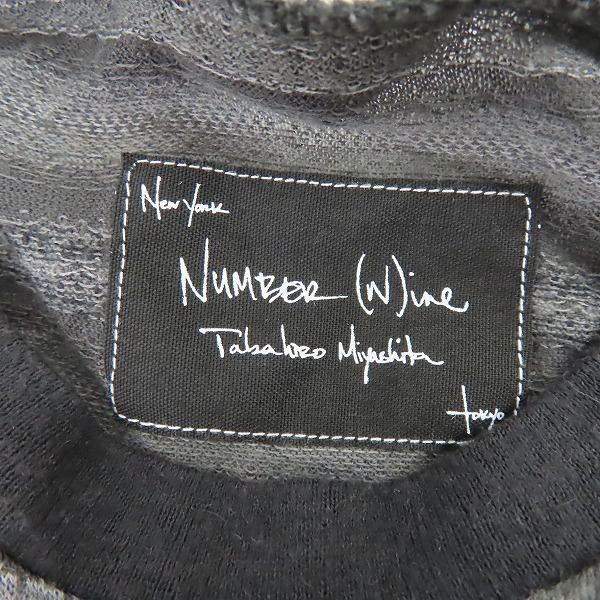 New York
NUMBER (N)ine
Takahiro Miyashita
tokyo